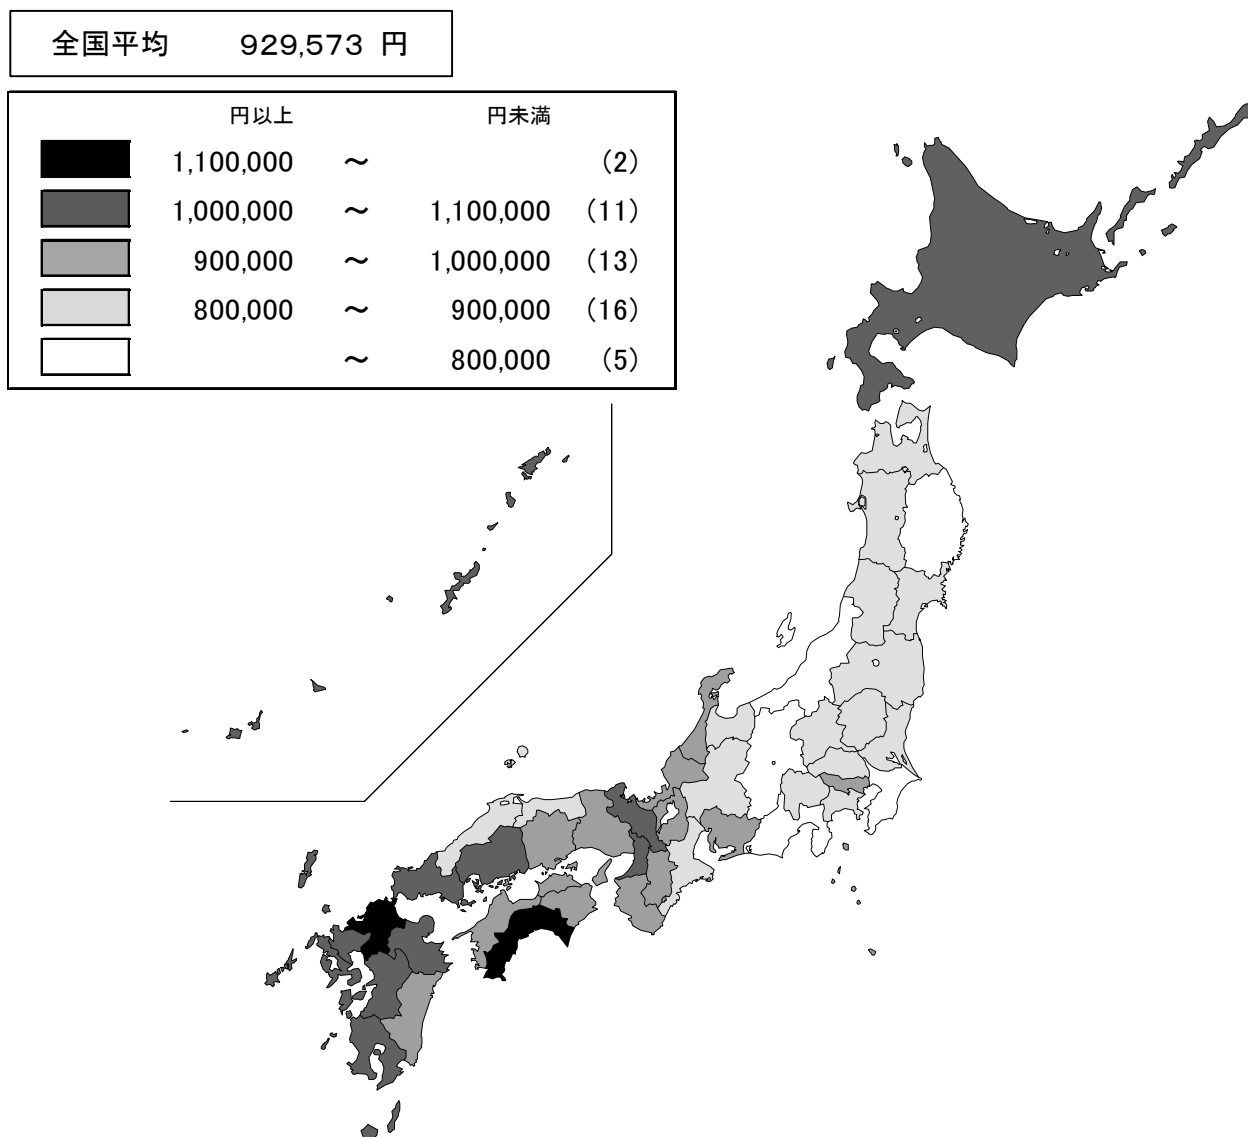 全国平均 929,573 円
円以上 円未満
1,100,000 ～ (2)
1,000,000 ～ 1,100,000 (11)
900,000 ～ 1,000,000 (13)
800,000 ～ 900,000 (16)
～ 800,000 (5)